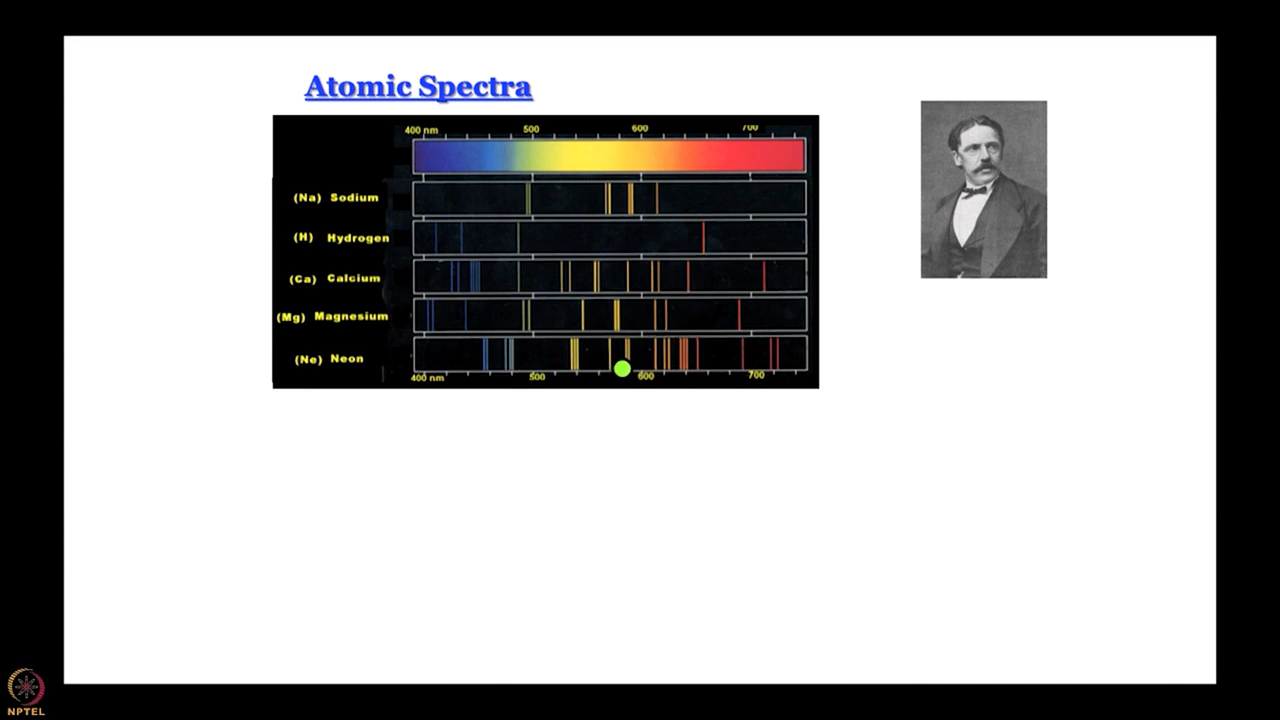 Atomic Spectra
400 nm 500 600 700
(Na) Sodium
(H) Hydrogen
(Ca) Calcium
(Mg) Magnesium
(Ne) Neon
400 nm 500 600 700
NPTEL